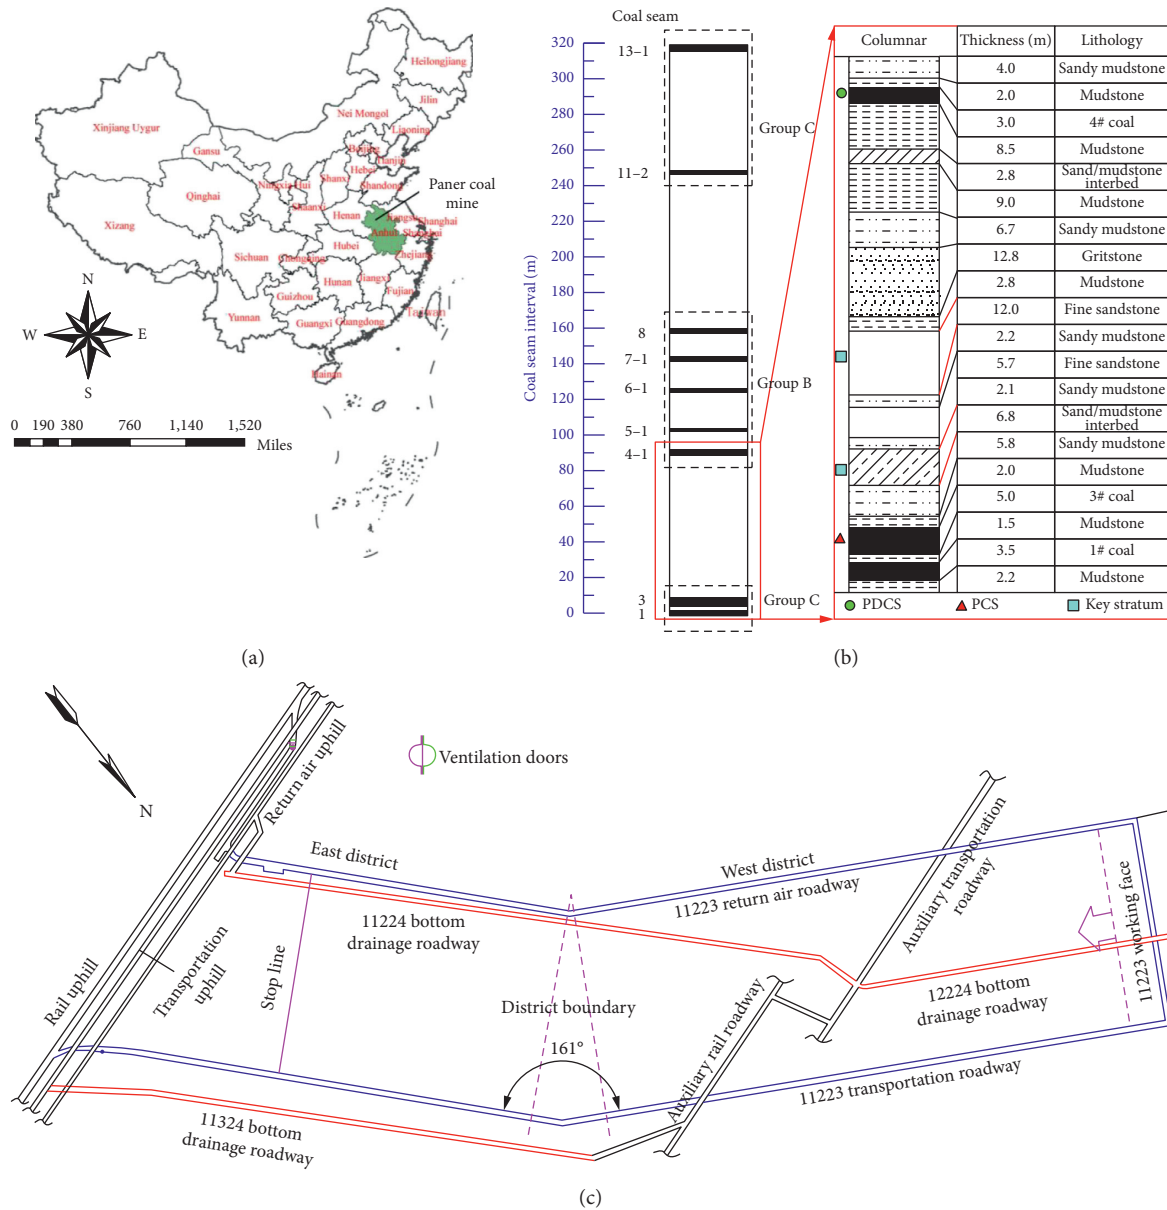 Heilongjiang
Jilin
Nei Mongol
Liaoning
Xinjiang Uygur
Gansu
Beijing
Tianjin
Hebei
Ningxia Hui
Shanxi
Shandong
Qinghai
Shaanxi
Paner coal
mine
Henan
Jiangsu
Shanghai
Xizang
Anhui
Shanghai
Hubei
Zhejiang
Sichuan
Chongqing
Hunan
Jiangxi
Guizhou
Fujian
Yunnan
Guangxi
Guangdong
Taiwan
Hainan
N
W
E
S
0 190 380 760 1,140 1,520
Miles
(a)
Coal seam
Coal seam interval (m)
320
300
280
260
240
220
200
180
160
140
120
100
80
60
40
20
0
13–1
Group C
11–2
8
7–1
6–1
Group B
5–1
4–1
3
Group C
1
Columnar Thickness (m) Lithology
4.0 Sandy mudstone
2.0 Mudstone
3.0 4# coal
8.5 Mudstone
2.8 Sand/mudstone
interbed
9.0 Mudstone
6.7 Sandy mudstone
12.8 Gritstone
2.8 Mudstone
12.0 Fine sandstone
2.2 Sandy mudstone
5.7 Fine sandstone
2.1 Sandy mudstone
6.8 Sand/mudstone
interbed
5.8 Sandy mudstone
2.0 Mudstone
5.0 3# coal
1.5 Mudstone
3.5 1# coal
2.2 Mudstone
PDCS PCS Key stratum
(b)
N
Return air uphill
Ventilation doors
East district
West district
11223 return air roadway
Auxiliary transportation
roadway
11223 working face
11224 bottom
drainage roadway
Rail uphill
Transportation
uphill
Stop line
District boundary
161°
Auxiliary rail roadway
12224 bottom
drainage roadway
11223 transportation roadway
11324 bottom
drainage roadway
(c)